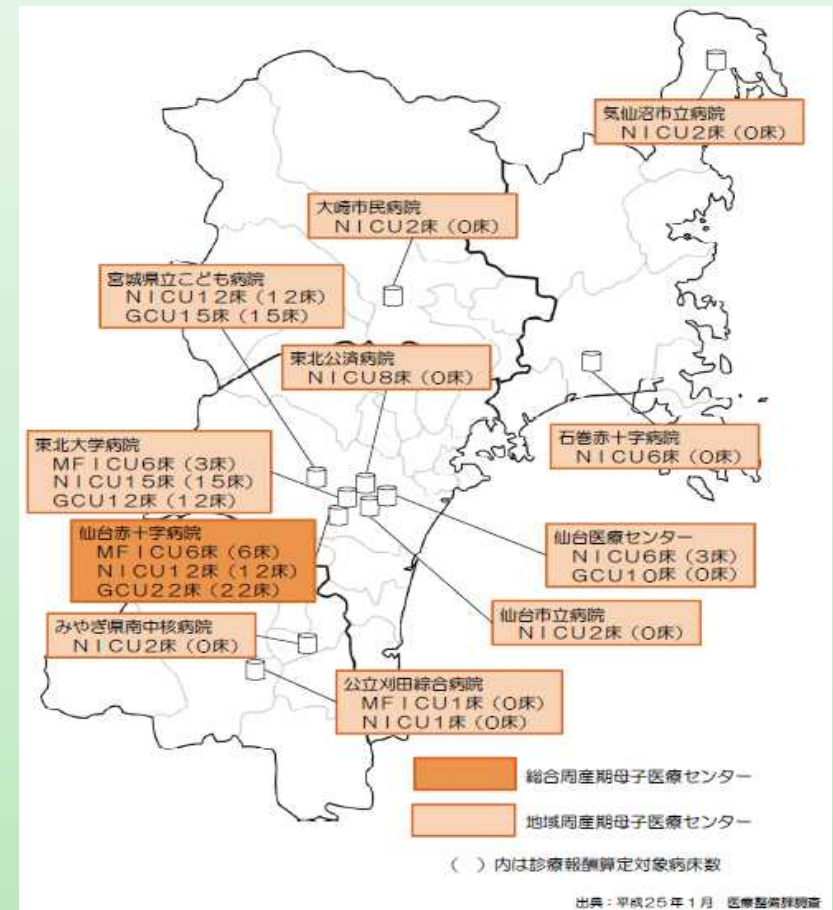 気仙沼市立病院
NICU2床(0床)
大崎市民病院
NICU2床(0床)
宮城県立こども病院
NICU12床(12床)
GCU15床(15床)
東北公済病院
NICU8床(0床)
石巻赤十字病院
NICU6床(0床)
東北大学病院
MFICU6床(3床)
NICU15床(15床)
GCU12床(12床)
仙台赤十字病院
MFICU6床(6床)
NICU12床(12床)
GCU22床(22床)
仙台医療センター
NICU6床(3床)
GCU10床(0床)
仙台市立病院
NICU2床(0床)
みやぎ県南中核病院
NICU2床(0床)
公立刈田綜合病院
MFICU1床(0床)
NICU1床(0床)
総合周産期母子医療センター
地域周産期母子医療センター
( )内は診療報酬算定対象病床数
出典:平成25年1月 医療整備課調査